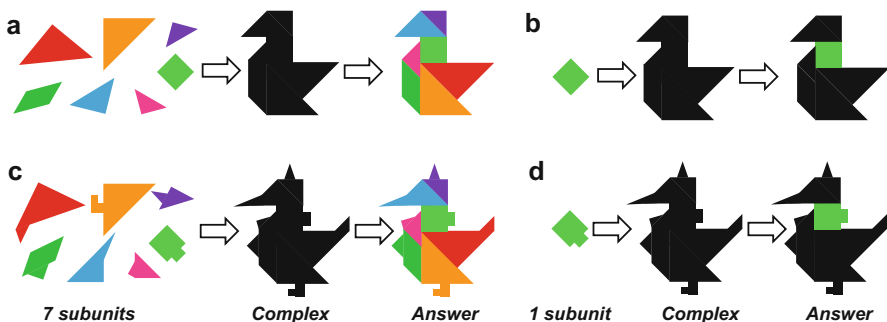 a
b
c
d
7 subunits
Complex
Answer
1 subunit
Complex
Answer